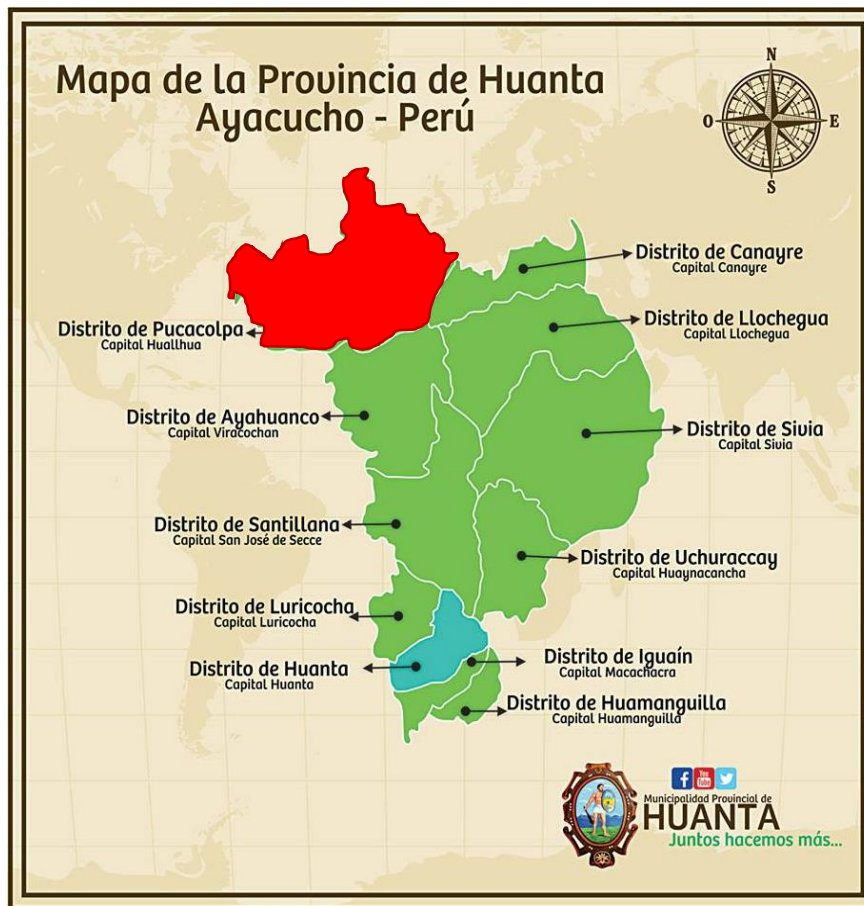 Mapa de la Provincia de Huanta
Ayacucho - Perú
N
O
E
S
Distrito de Canayre
Capital Canayre
Distrito de Llochegua
Capital Llochegua
Distrito de Pucacolpa
Capital Huallhua
Distrito de Ayahuanco
Capital Viracochan
Distrito de Sivia
Capital Sivia
Distrito de Santillana
Capital San José de Secce
Distrito de Uchuraccay
Capital Huaynacancha
Distrito de Luricocha
Capital Luricocha
Distrito de Huanta
Capital Huanta
Distrito de Iguaín
Capital Macachacra
Distrito de Huamanguilla
Capital Huamanguilla
f
You
Tube
Municipalidad Provincial de
HUANTA
Juntos hacemos más...